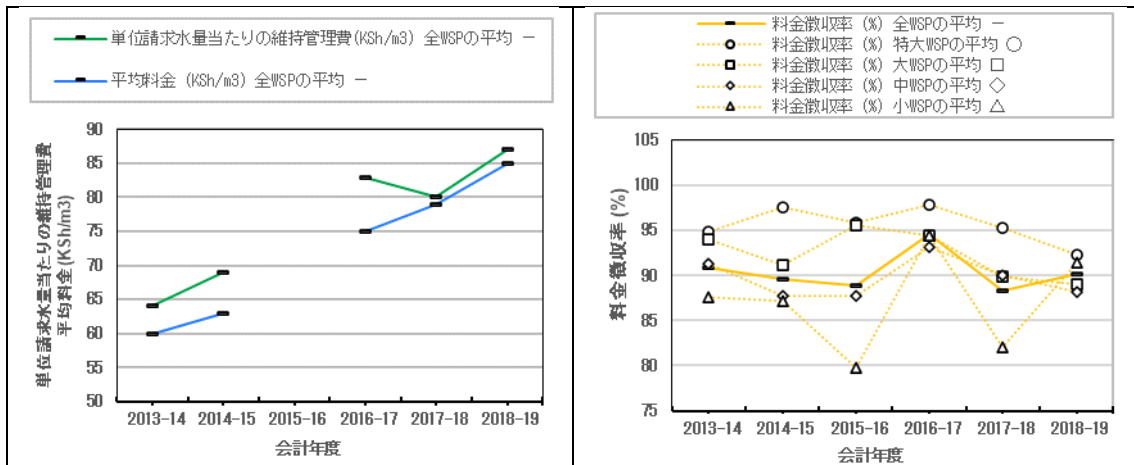 単位請求水量当たりの維持管理費(KSh/m3) 全WSPの平均 ―
平均料金 (KSh/m3) 全WSPの平均 ―
90
85
80
75
70
65
60
55
50
単位請求水量当たりの維持管理費
平均料金(KSh/m3)
2013-14 2014-15 2015-16 2016-17 2017-18 2018-19
会計年度
料金徴収率 (%) 全WSPの平均 ―
料金徴収率 (%) 特大WSPの平均 ○
料金徴収率 (%) 大WSPの平均 □
料金徴収率 (%) 中WSPの平均 ◇
料金徴収率 (%) 小WSPの平均 △
105
100
95
90
85
80
75
料金徴収率 (%)
2013-14 2014-15 2015-16 2016-17 2017-18 2018-19
会計年度